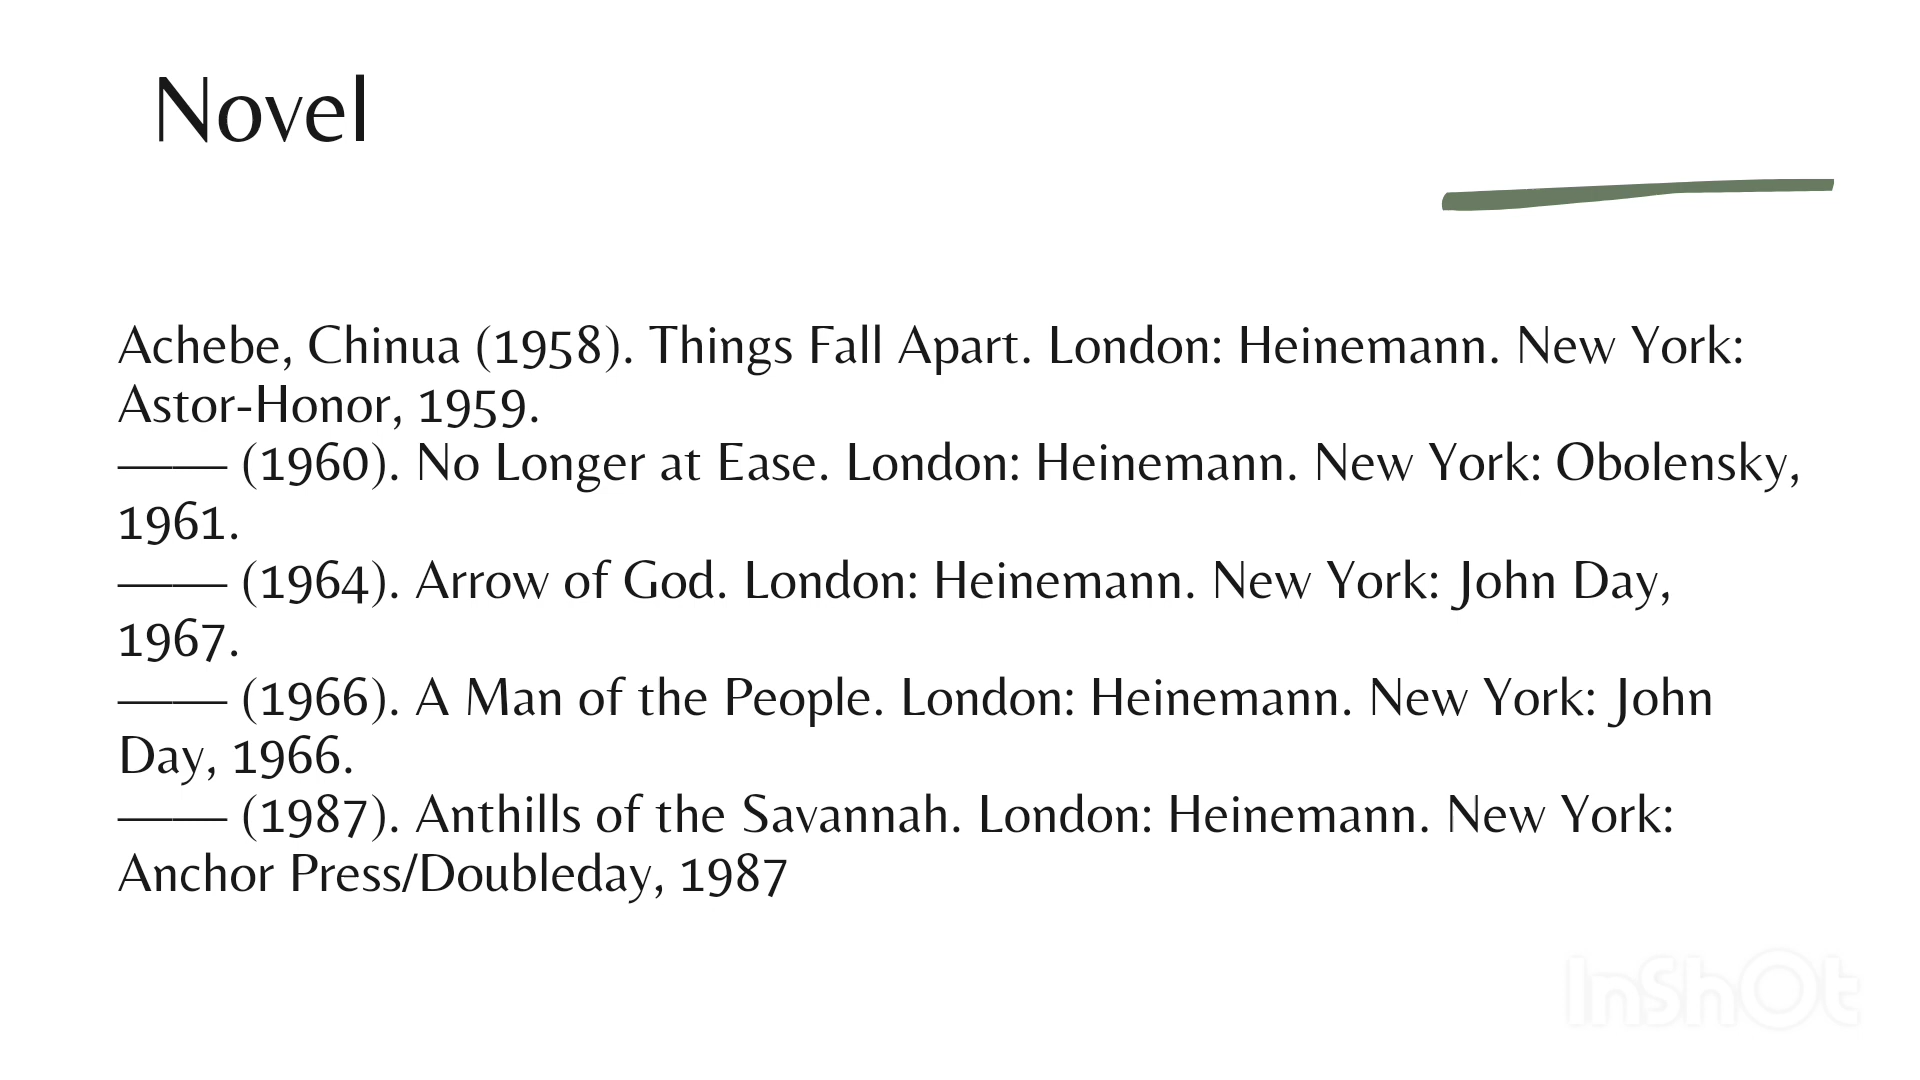 Novel
Achebe, Chinua (1958). Things Fall Apart. London: Heinemann. New York:
Astor-Honor, 1959.
—— (1960). No Longer at Ease. London: Heinemann. New York: Obolensky,
1961.
—— (1964). Arrow of God. London: Heinemann. New York: John Day,
1967.
—— (1966). A Man of the People. London: Heinemann. New York: John
Day, 1966.
—— (1987). Anthills of the Savannah. London: Heinemann. New York:
Anchor Press/Doubleday, 1987
InShOt